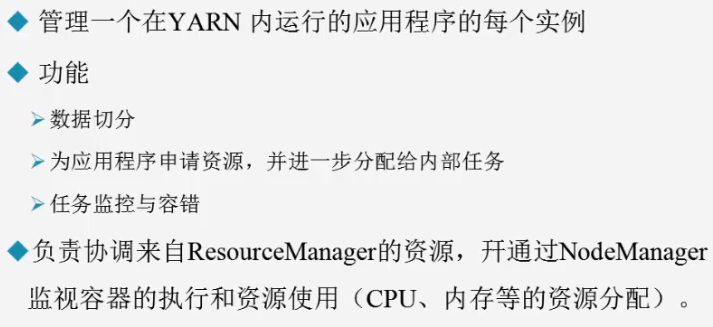 管理一个在YARN 内运行的应用程序的每个实例
功能
数据切分
为应用程序申请资源，并进一步分配给内部任务
任务监控与容错
负责协调来自ResourceManager的资源，开通过NodeManager
监视容器的执行和资源使用（CPU、内存等的资源分配）。